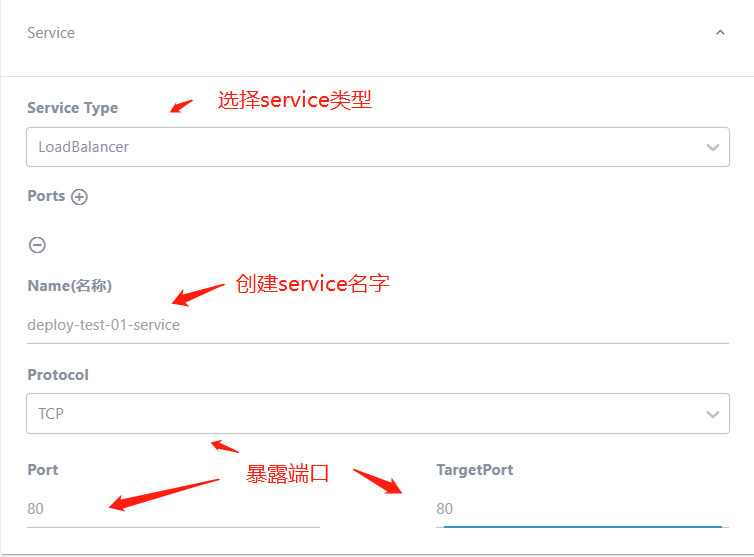 Service
Service Type
选择service类型
LoadBalancer
Ports
Name(名称)
创建service名字
deploy-test-01-service
Protocol
TCP
暴露端口
Port
TargetPort
80
80